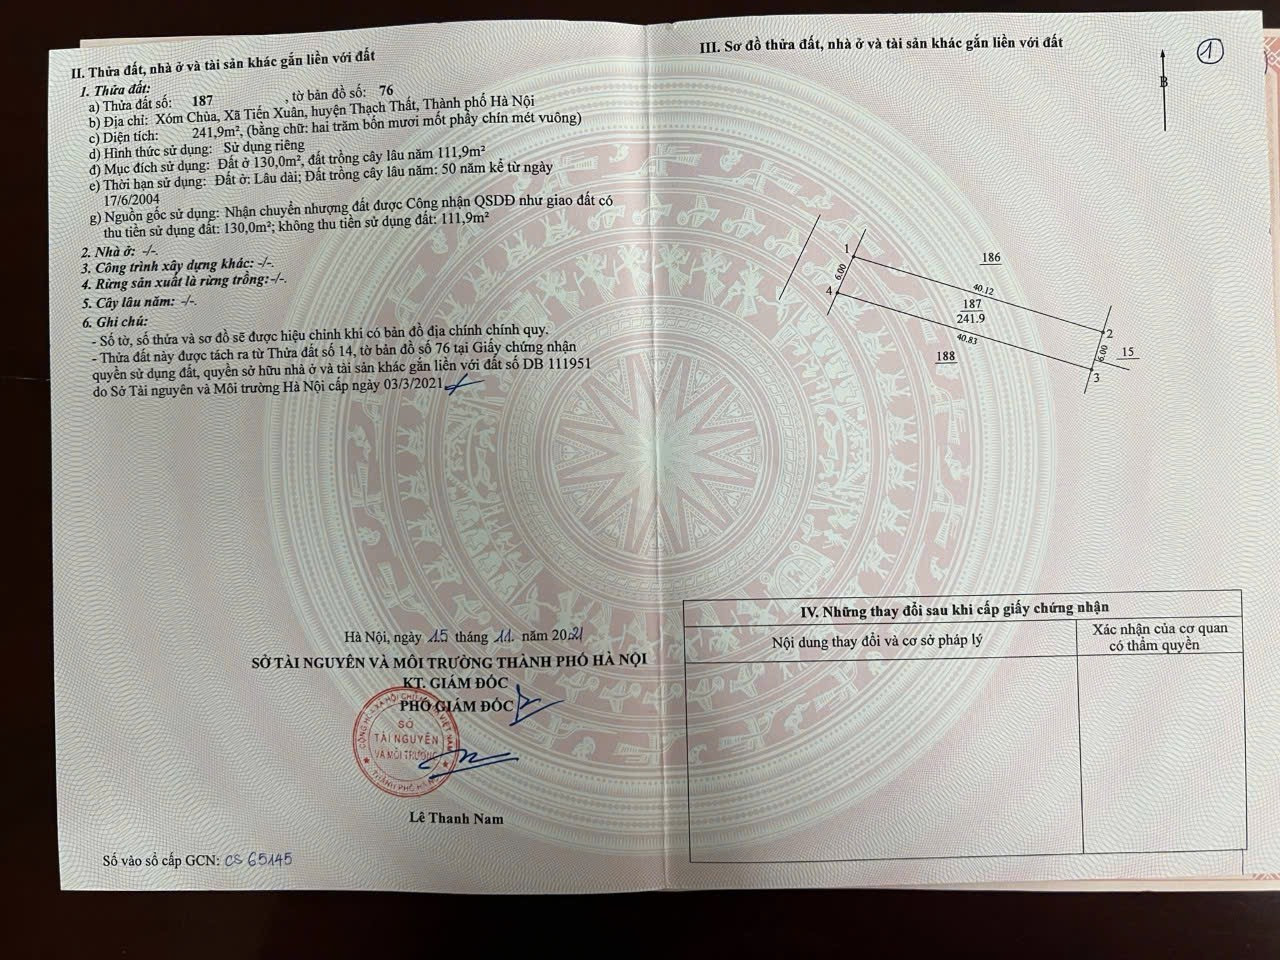 II. Thửa đất, nhà ở và tài sản khác gắn liền với đất
1. Thửa đất:
a) Thửa đất số: 187 , tờ bản đồ số: 76
b) Địa chỉ: Xóm Chùa, Xã Tiến Xuân, huyện Thạch Thất, Thành phố Hà Nội
c) Diện tích: 241,9m², (bằng chữ: hai trăm bốn mươi mốt phẩy chín mét vuông)
d) Hình thức sử dụng: Sử dụng riêng
đ) Mục đích sử dụng: Đất ở 130,0m², đất trồng cây lâu năm 111,9m²
e) Thời hạn sử dụng: Đất ở: Lâu dài; Đất trồng cây lâu năm: 50 năm kể từ ngày
17/6/2004
g) Nguồn gốc sử dụng: Nhận chuyển nhượng đất được Công nhận QSDĐ như giao đất có
thu tiền sử dụng đất: 130,0m²; không thu tiền sử dụng đất: 111,9m²
2. Nhà ở: -/-.
3. Công trình xây dựng khác: -/-.
4. Rừng sản xuất là rừng trồng:-/-.
5. Cây lâu năm: -/-.
6. Ghi chú:
- Số tờ, số thửa và sơ đồ sẽ được hiệu chỉnh khi có bản đồ địa chính chính quy.
- Thửa đất này được tách ra từ Thửa đất số 14, tờ bản đồ số 76 tại Giấy chứng nhận
quyền sử dụng đất, quyền sở hữu nhà ở và tài sản khác gắn liền với đất số DB 111951
do Sở Tài nguyên và Môi trường Hà Nội cấp ngày 03/3/2021
Hà Nội, ngày 15 tháng 11. năm 2021
SỞ TÀI NGUYÊN VÀ MÔI TRƯỜNG THÀNH PHỐ HÀ NỘI
KT. GIÁM ĐỐC
PHÓ GIÁM ĐỐC
CỘNG HÒA XÃ HỘI CHỦ NGHĨA VIỆT NAM
SỞ
TÀI NGUYÊN
VÀ MÔI TRƯỜNG
THÀNH PHỐ HÀ NỘI
Lê Thanh Nam
Số vào sổ cấp GCN: CS 65145
III. Sơ đồ thửa đất, nhà ở và tài sản khác gắn liền với đất
1
B
1
186
6.00
40.12
4
187
241.9
2
40.83
6.00
15
188
3
IV. Những thay đổi sau khi cấp giấy chứng nhận
Nội dung thay đổi và cơ sở pháp lý
Xác nhận của cơ quan
có thẩm quyền